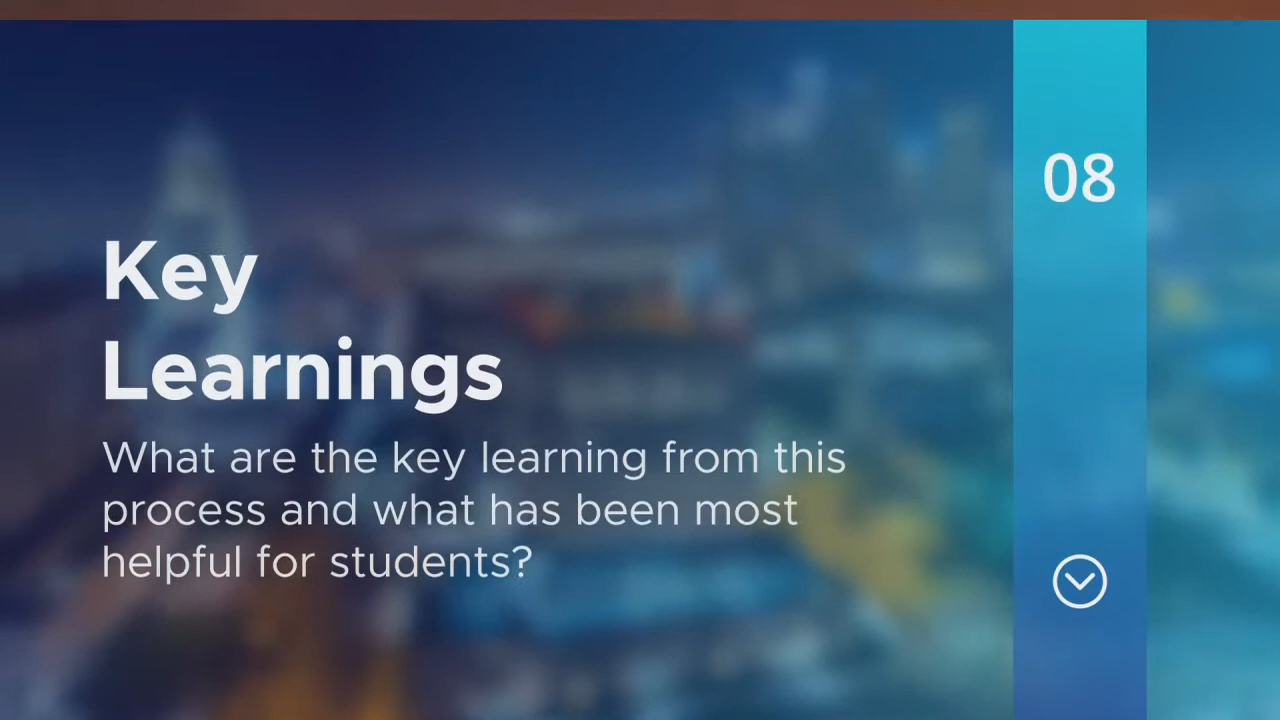 08
Key
Learnings
What are the key learning from this
process and what has been most
helpful for students?